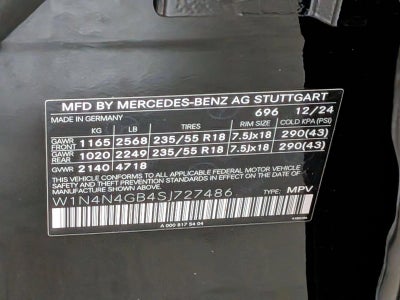 MFD BY MERCEDES-BENZ AG STUTTGART
MADE IN GERMANY 696 12/24
KG LB TIRES RIM SIZE COLD KPA (PSI)
GAWR FRONT 1165 2568 235/55 R18 7.5Jx18 290(43)
GAWR REAR 1020 2249 235/55 R18 7.5Jx18 290(43)
GVWR 2140 4718
THIS VEHICLE CONFORMS TO ALL APPLICABLE FEDERAL MOTOR VEHICLE
SAFETY, BUMPER, AND THEFT PREVENTION STANDARDS IN EFFECT
ON THE DATE OF MANUFACTURE SHOWN ABOVE.
W1N4N4GB4SJ727486 TYPE: MPV
A 000 817 54 04